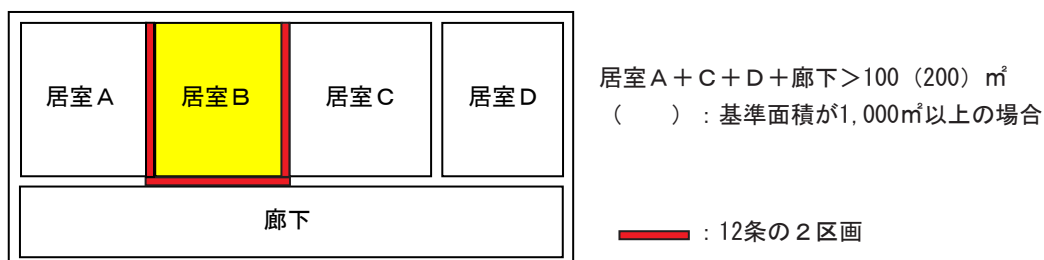 居室A
居室B
居室C
居室D
廊下
居室A+C+D+廊下>100(200)㎡
(　　):基準面積が1,000㎡以上の場合
:12条の2区画